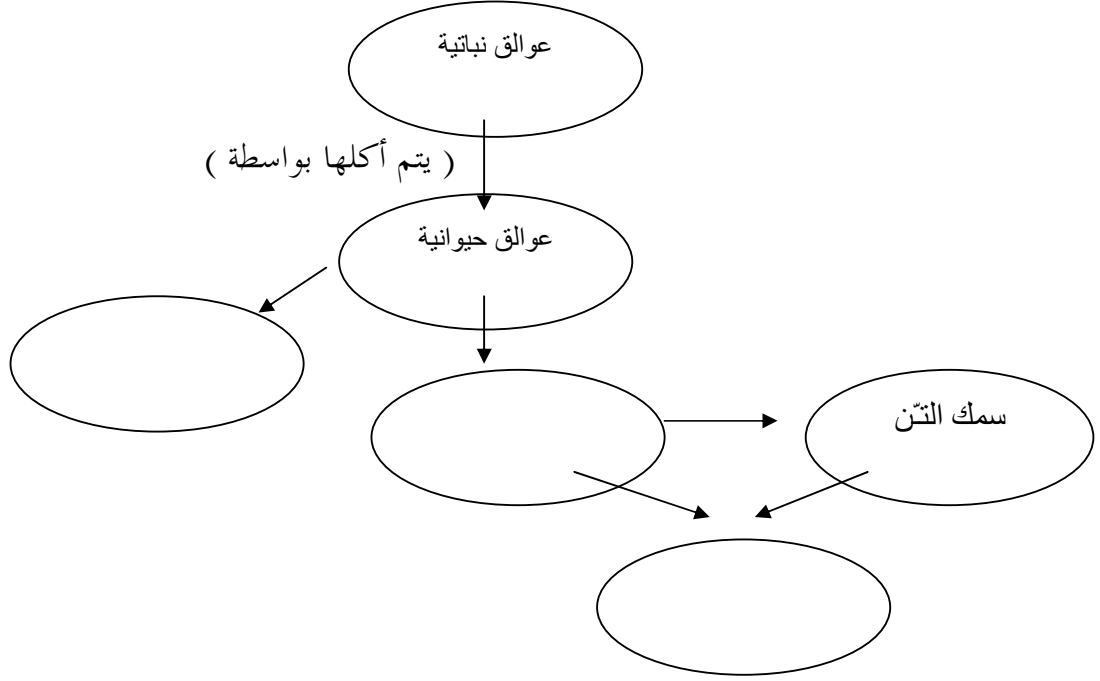 عوالق نباتية
( يتم أكلها بواسطة )
عوالق حيوانية
سمك التّن